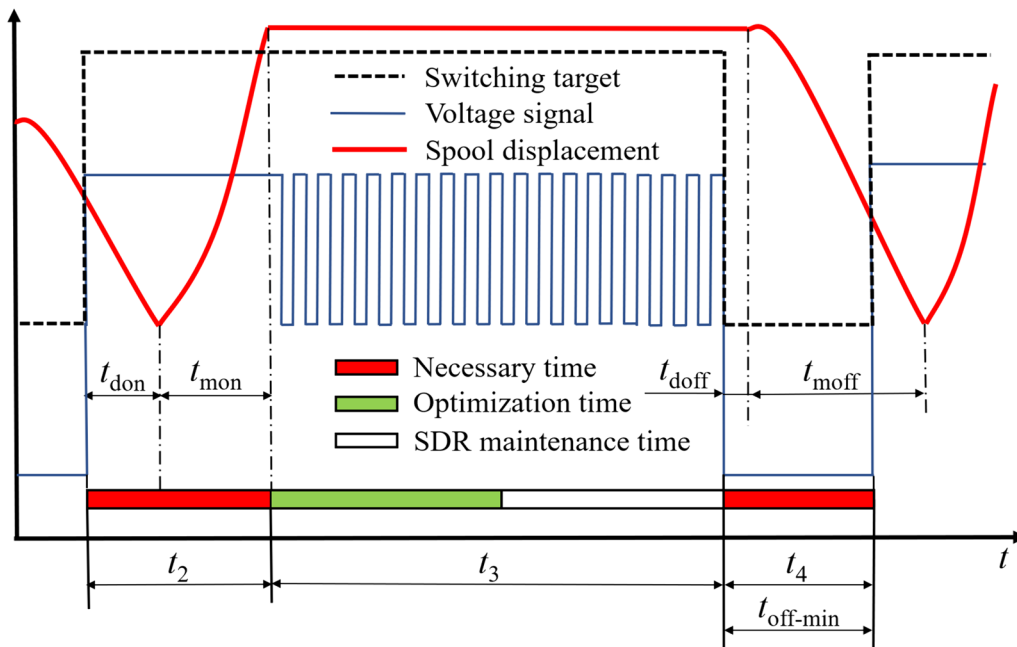 Switching target
Voltage signal
Spool displacement
t_don
t_mon
t_doff
t_moff
Necessary time
Optimization time
SDR maintenance time
t
t_2
t_3
t_4
t_off-min